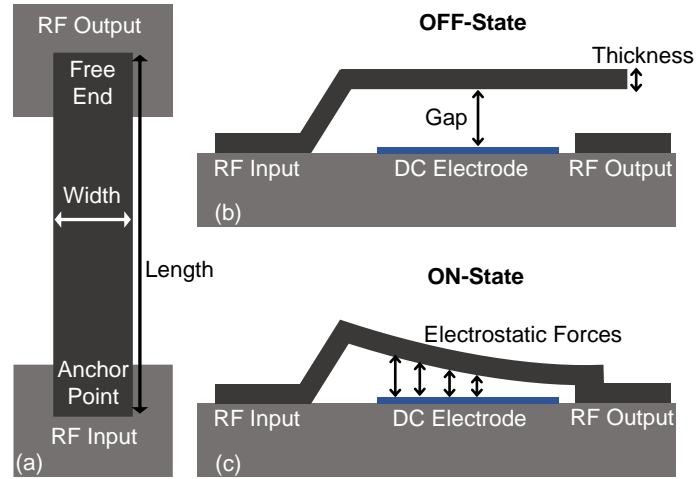 RF Output
Free
End
Width
Length
Anchor
Point
RF Input
(a)
OFF-State
Thickness
Gap
RF Input
DC Electrode
RF Output
(b)
ON-State
Electrostatic Forces
RF Input
DC Electrode
RF Output
(c)